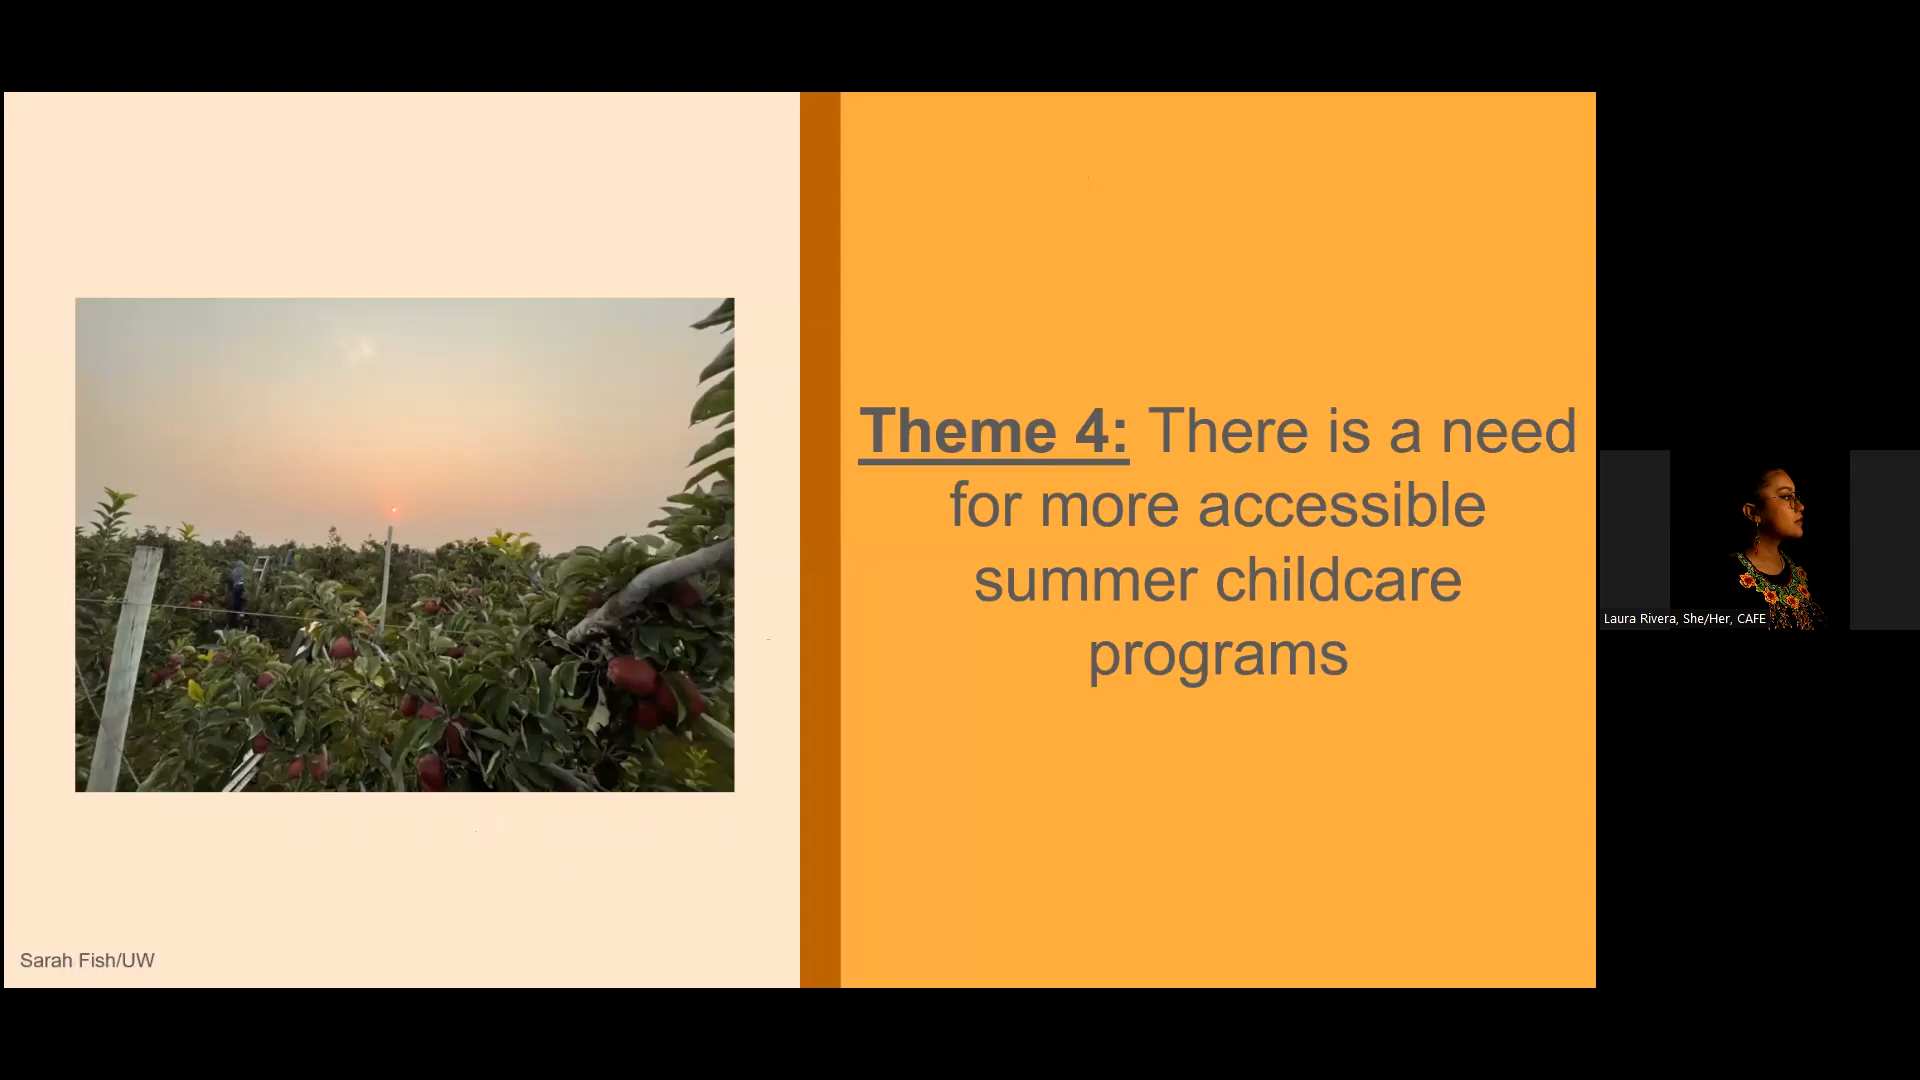 Theme 4: There is a need
for more accessible
summer childcare
programs
Sarah Fish/UW
Laura Rivera, She/Her, CAFE